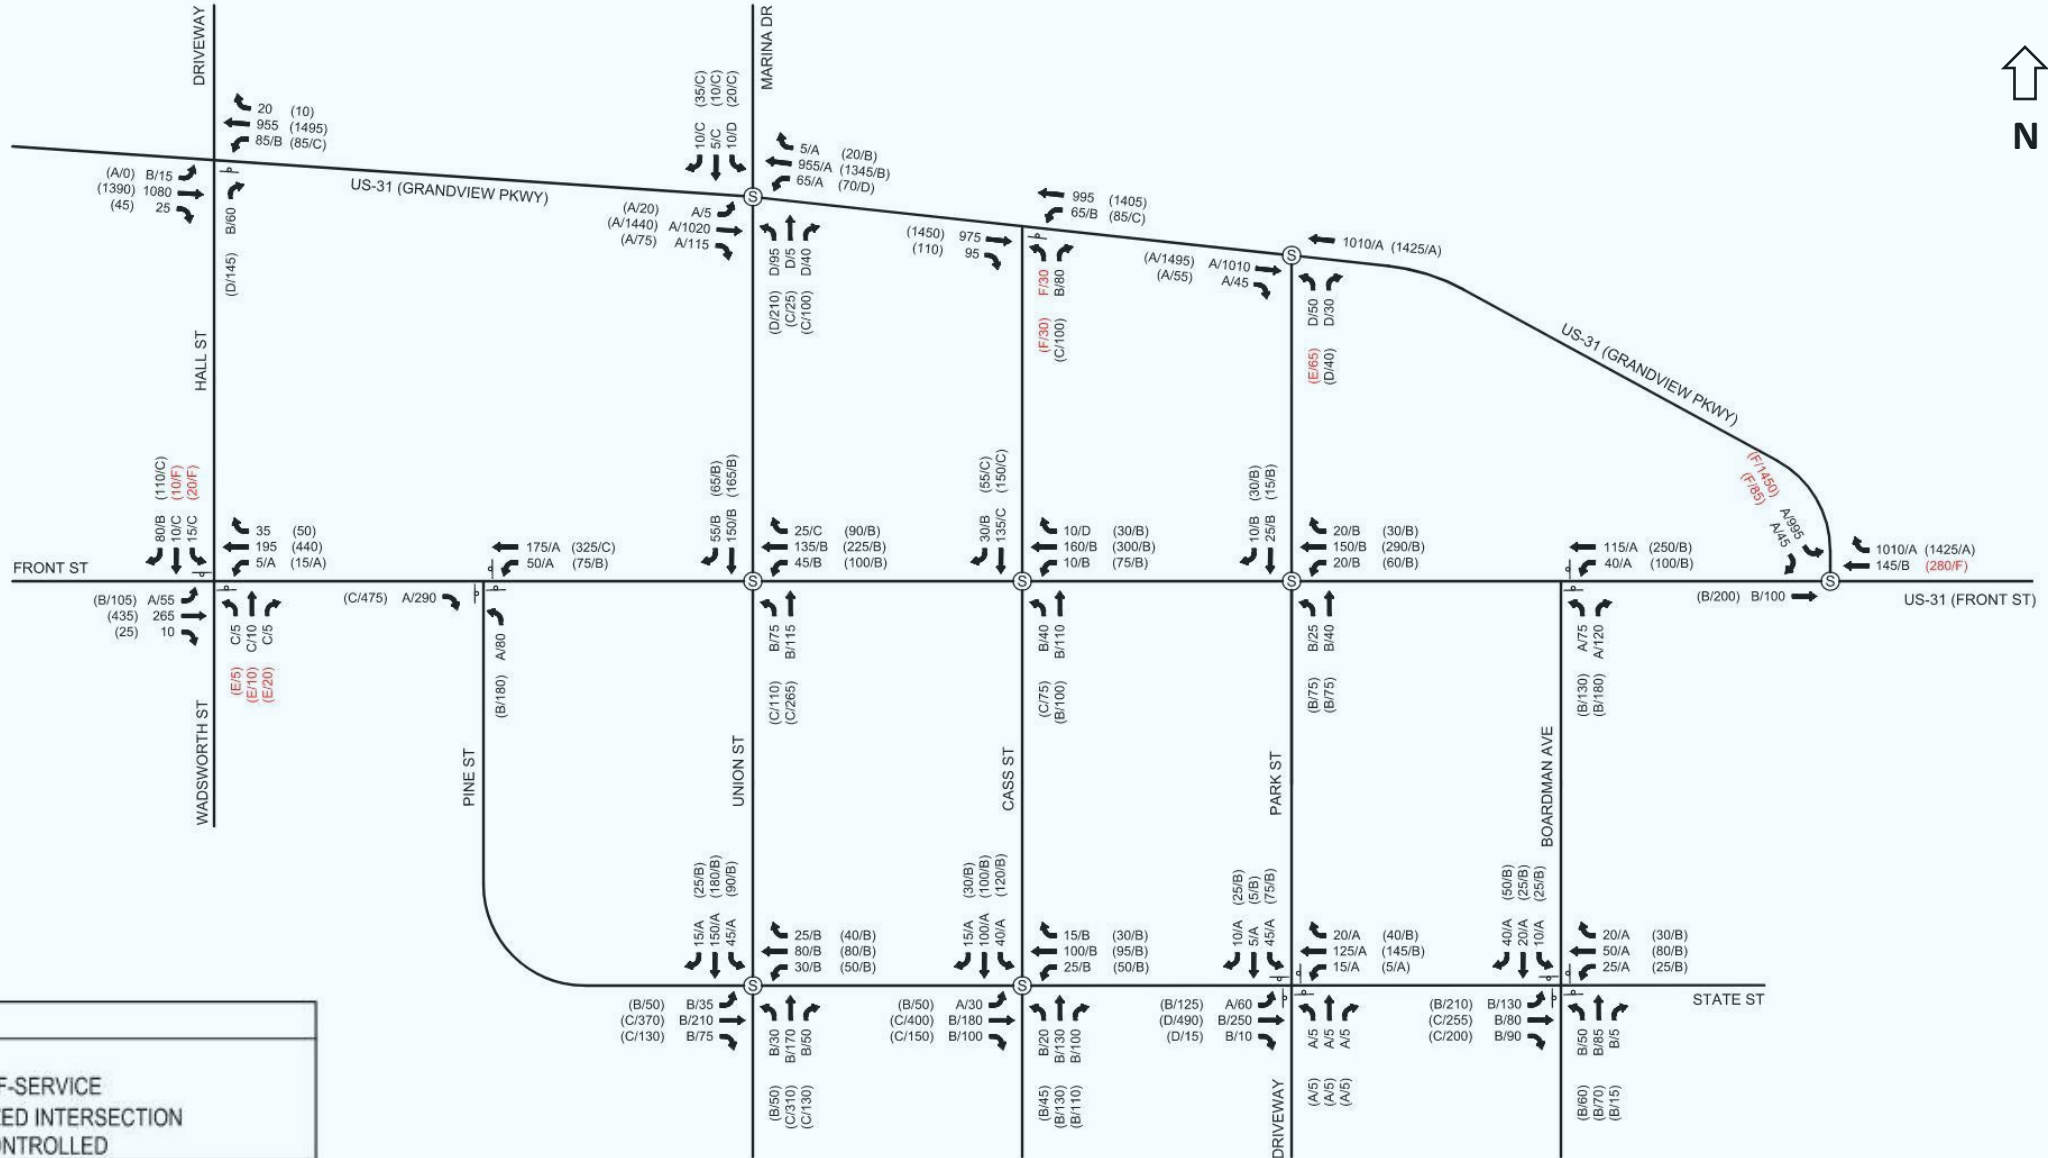 DRIVEWAY
MARINA DR
N
20 (10)
955 (1495)
85/B (85/C)
(A/0) B/15
(1390) 1080
(45) 25
B/60
(D/145)
US-31 (GRANDVIEW PKWY)
(35/C)
(10/C)
(20/C)
10/C
5/C
10/D
5/A (20/B)
955/A (1345/B)
65/A (70/D)
(A/20) A/5
(A/1440) A/1020
(A/75) A/115
D/95
D/5
D/40
(D/210)
(C/25)
(C/100)
995 (1405)
65/B (85/C)
(1450) 975
(110) 95
F/30
B/80
(F/30)
(C/100)
1010/A (1425/A)
(A/1495) A/1010
(A/55) A/45
D/50
D/30
(E/65)
(D/40)
US-31 (GRANDVIEW PKWY)
HALL ST
(110/C)
(10/F)
(20/F)
80/B
10/C
15/C
35 (50)
195 (440)
5/A (15/A)
FRONT ST
(B/105) A/55
(435) 265
(25) 10
C/5
C/10
C/5
(E/5)
(E/10)
(E/20)
WADSWORTH ST
175/A (325/C)
50/A (75/B)
(C/475) A/290
A/80
(B/180)
PINE ST
(65/B)
(165/B)
55/B
150/B
25/C (90/B)
135/B (225/B)
45/B (100/B)
B/75
B/115
(C/110)
(C/265)
UNION ST
(55/C)
(150/C)
30/B
135/C
10/D (30/B)
160/B (300/B)
10/B (75/B)
B/40
B/110
(C/75)
(B/100)
CASS ST
(30/B)
(15/B)
10/B
25/B
20/B (30/B)
150/B (290/B)
20/B (60/B)
B/25
B/40
(B/75)
(B/75)
PARK ST
115/A (250/B)
40/A (100/B)
A/75
A/120
(B/130)
(B/180)
BOARDMAN AVE
(F/1450)
(F/85)
A/995
A/45
1010/A (1425/A)
145/B (280/F)
(B/200) B/100
US-31 (FRONT ST)
(25/B)
(180/B)
(90/B)
15/A
150/A
45/A
25/B (40/B)
80/B (80/B)
30/B (50/B)
(B/50) B/35
(C/370) B/210
(C/130) B/75
B/30
B/170
B/50
(B/50)
(C/310)
(C/130)
(30/B)
(100/B)
(120/B)
15/A
100/A
40/A
15/B (30/B)
100/B (95/B)
25/B (50/B)
(B/50) A/30
(C/400) B/180
(C/150) B/100
B/20
B/130
B/100
(B/45)
(B/130)
(B/110)
(25/B)
(5/B)
(75/B)
10/A
5/A
45/A
20/A (40/B)
125/A (145/B)
15/A (5/A)
(B/125) A/60
(D/490) B/250
(D/15) B/10
A/5
A/5
A/5
(A/5)
(A/5)
(A/5)
DRIVEWAY
(50/B)
(25/B)
(25/B)
40/A
20/A
10/A
20/A (30/B)
50/A (80/B)
25/A (25/B)
(B/210) B/130
(C/255) B/80
(C/200) B/90
B/50
B/85
B/5
(B/60)
(B/70)
(B/15)
STATE ST
S
S
S
S
S
S
S
S
F-SERVICE
ZED INTERSECTION
ONTROLLED